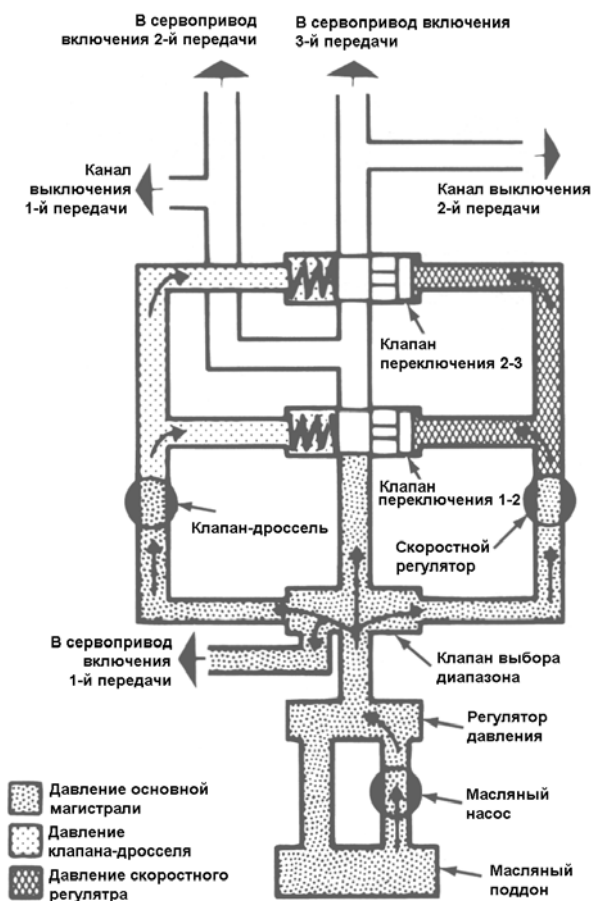 В сервопривод
включения 2-й передачи
В сервопривод включения
3-й передачи
Канал
выключения
1-й передачи
Канал выключения
2-й передачи
Клапан
переключения 2-3
Клапан
переключения 1-2
Клапан-дроссель
Скоростной
регулятор
В сервопривод
включения
1-й передачи
Клапан выбора
диапазона
Регулятор
давления
Масляный
насос
Масляный
поддон
Давление основной
магистрали
Давление
клапана-дросселя
Давление скоростного
регулятра